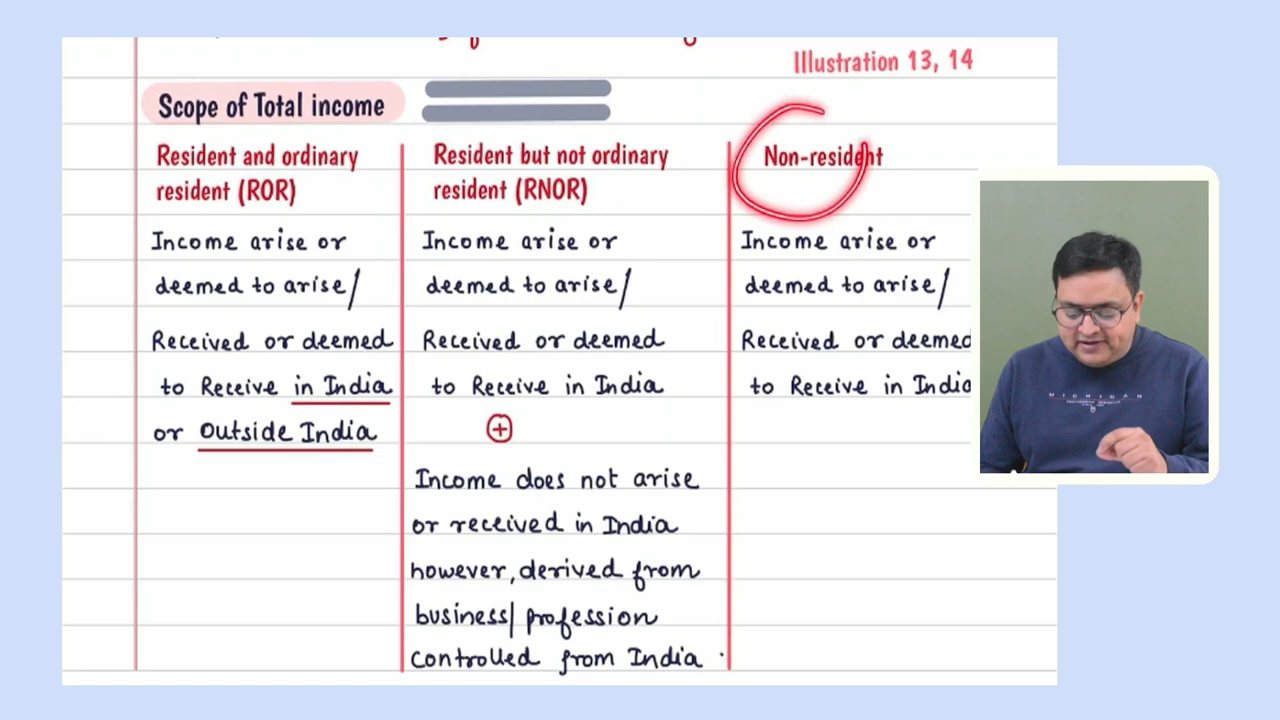 Illustration 13, 14
Scope of Total income
Resident and ordinary
resident (ROR)
Income arise or
deemed to arise/
Received or deemed
to Receive in India
or Outside India
Resident but not ordinary
resident (RNOR)
Income arise or
deemed to arise/
Received or deemed
to Receive in India
+
Income does not arise
or received in India
however, derived from
business/ profession
controlled from India.
Non-resident
Income arise or
deemed to arise/
Received or deemed
to Receive in India
MICHIGAN